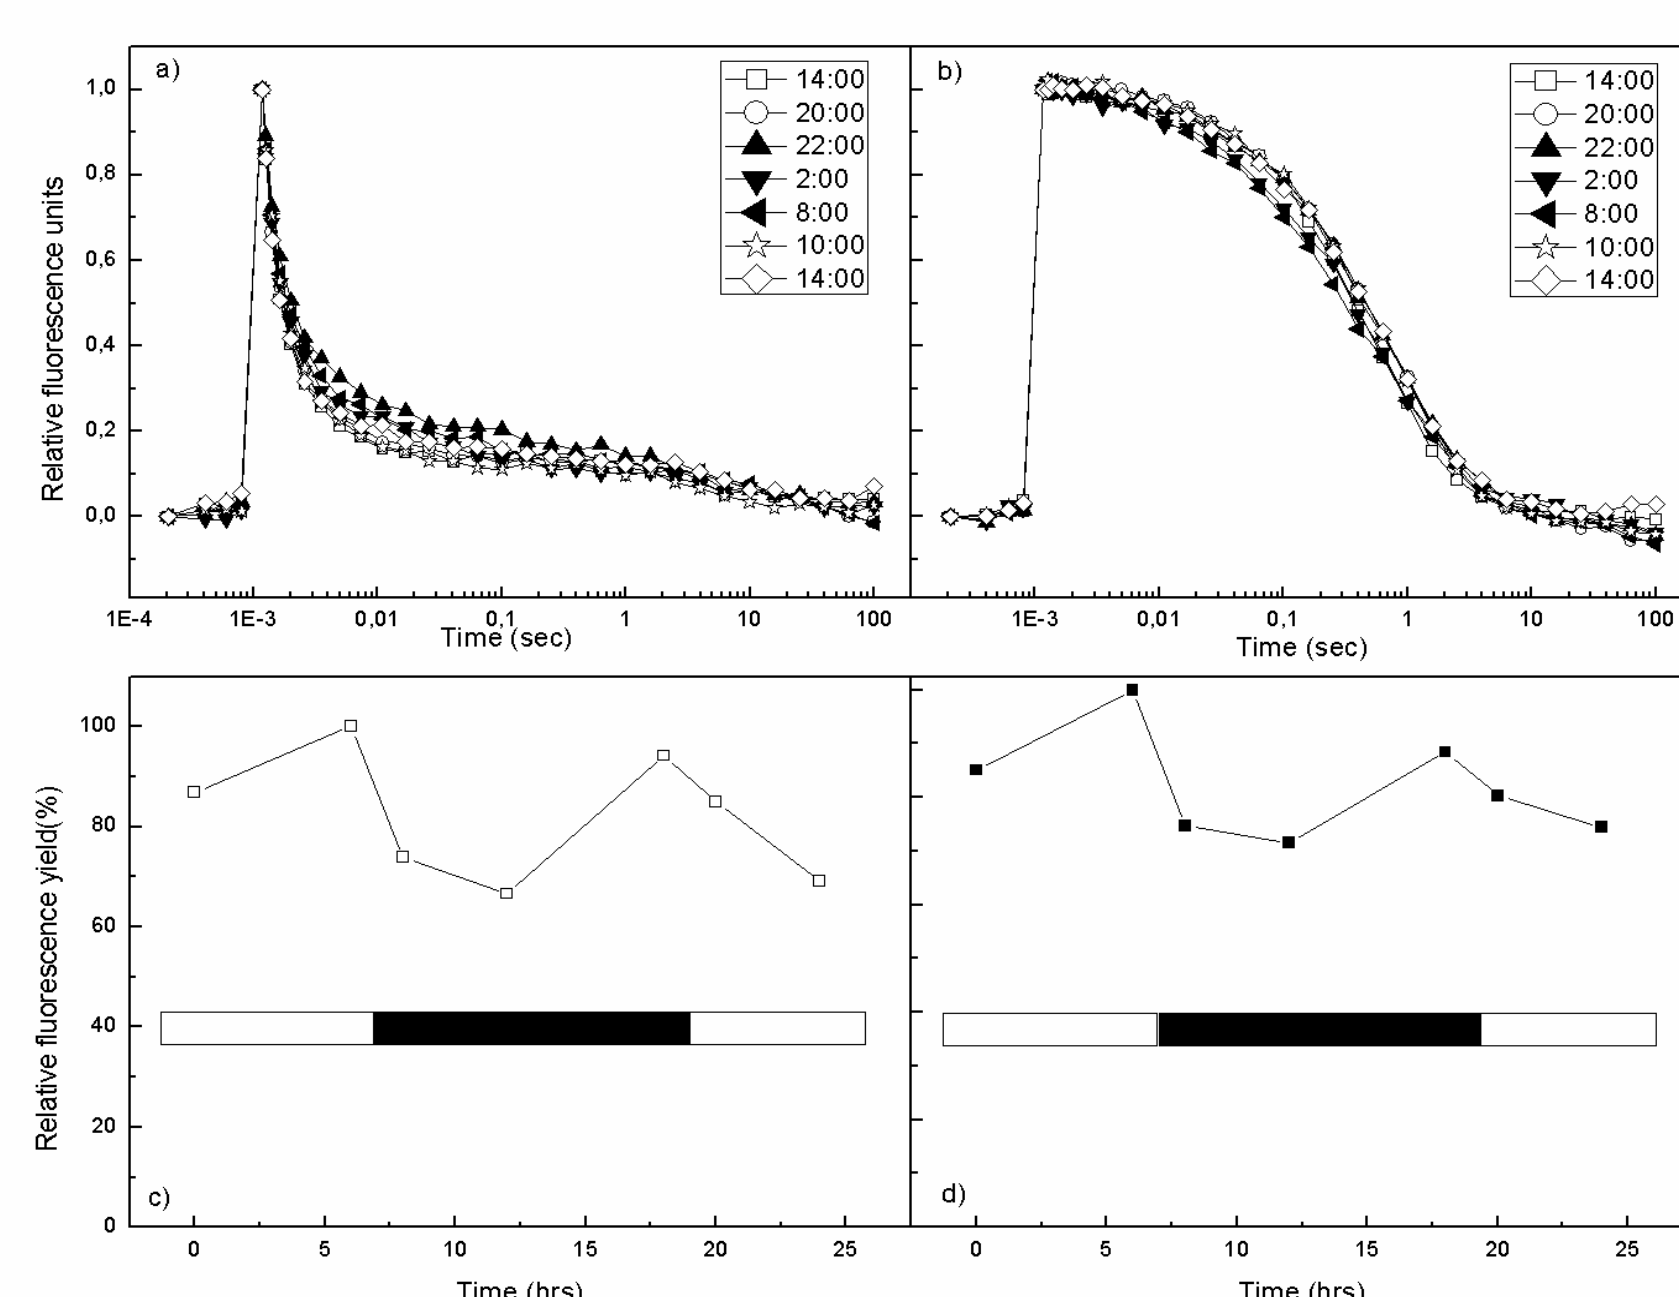 a)
14:00
20:00
22:00
2:00
8:00
10:00
14:00
b)
14:00
20:00
22:00
2:00
8:00
10:00
14:00
Relative fluorescence units
1,0
0,8
0,6
0,4
0,2
0,0
1E-4 1E-3 0,01 0,1 1 10 100
Time (sec)
1E-3 0,01 0,1 1 10 100
Time (sec)
Relative fluorescence yield(%)
100
80
60
40
20
0
c)
d)
0 5 10 15 20 25
0 5 10 15 20 25
Time (hrs)
Time (hrs)